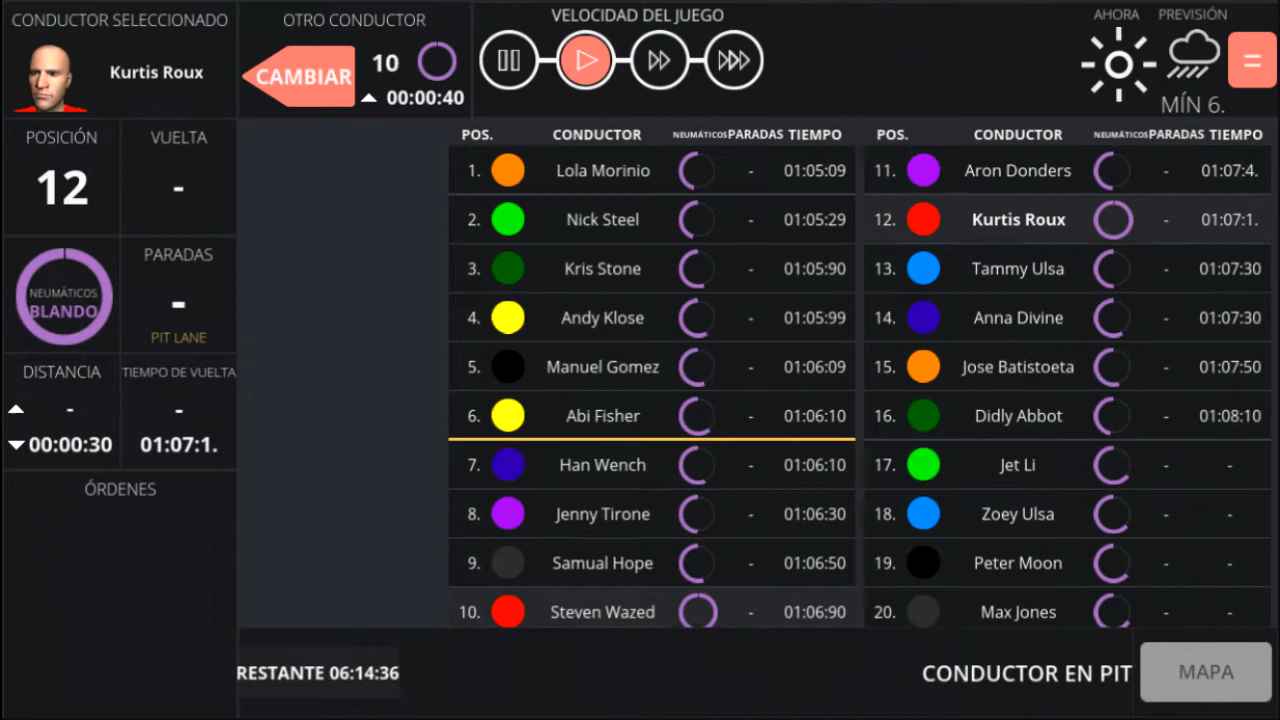 CONDUCTOR SELECCIONADO
Kurtis Roux
OTRO CONDUCTOR
CAMBIAR
10
00:00:40
VELOCIDAD DEL JUEGO
AHORA
PREVISIÓN
MÍN 6.
=
POSICIÓN
12
VUELTA
-
NEUMÁTICOS
BLANDO
PARADAS
-
PIT LANE
DISTANCIA
-
00:00:30
TIEMPO DE VUELTA
-
01:07:1.
ÓRDENES
POS. CONDUCTOR NEUMÁTICOS PARADAS TIEMPO
1. Lola Morinio - 01:05:09
2. Nick Steel - 01:05:29
3. Kris Stone - 01:05:90
4. Andy Klose - 01:05:99
5. Manuel Gomez - 01:06:09
6. Abi Fisher - 01:06:10
7. Han Wench - 01:06:10
8. Jenny Tirone - 01:06:30
9. Samual Hope - 01:06:50
10. Steven Wazed - 01:06:90
POS. CONDUCTOR NEUMÁTICOS PARADAS TIEMPO
11. Aron Donders - 01:07:4.
12. Kurtis Roux - 01:07:1.
13. Tammy Ulsa - 01:07:30
14. Anna Divine - 01:07:30
15. Jose Batistoeta - 01:07:50
16. Didly Abbot - 01:08:10
17. Jet Li - -
18. Zoey Ulsa - -
19. Peter Moon - -
20. Max Jones - -
RESTANTE 06:14:36
CONDUCTOR EN PIT
MAPA